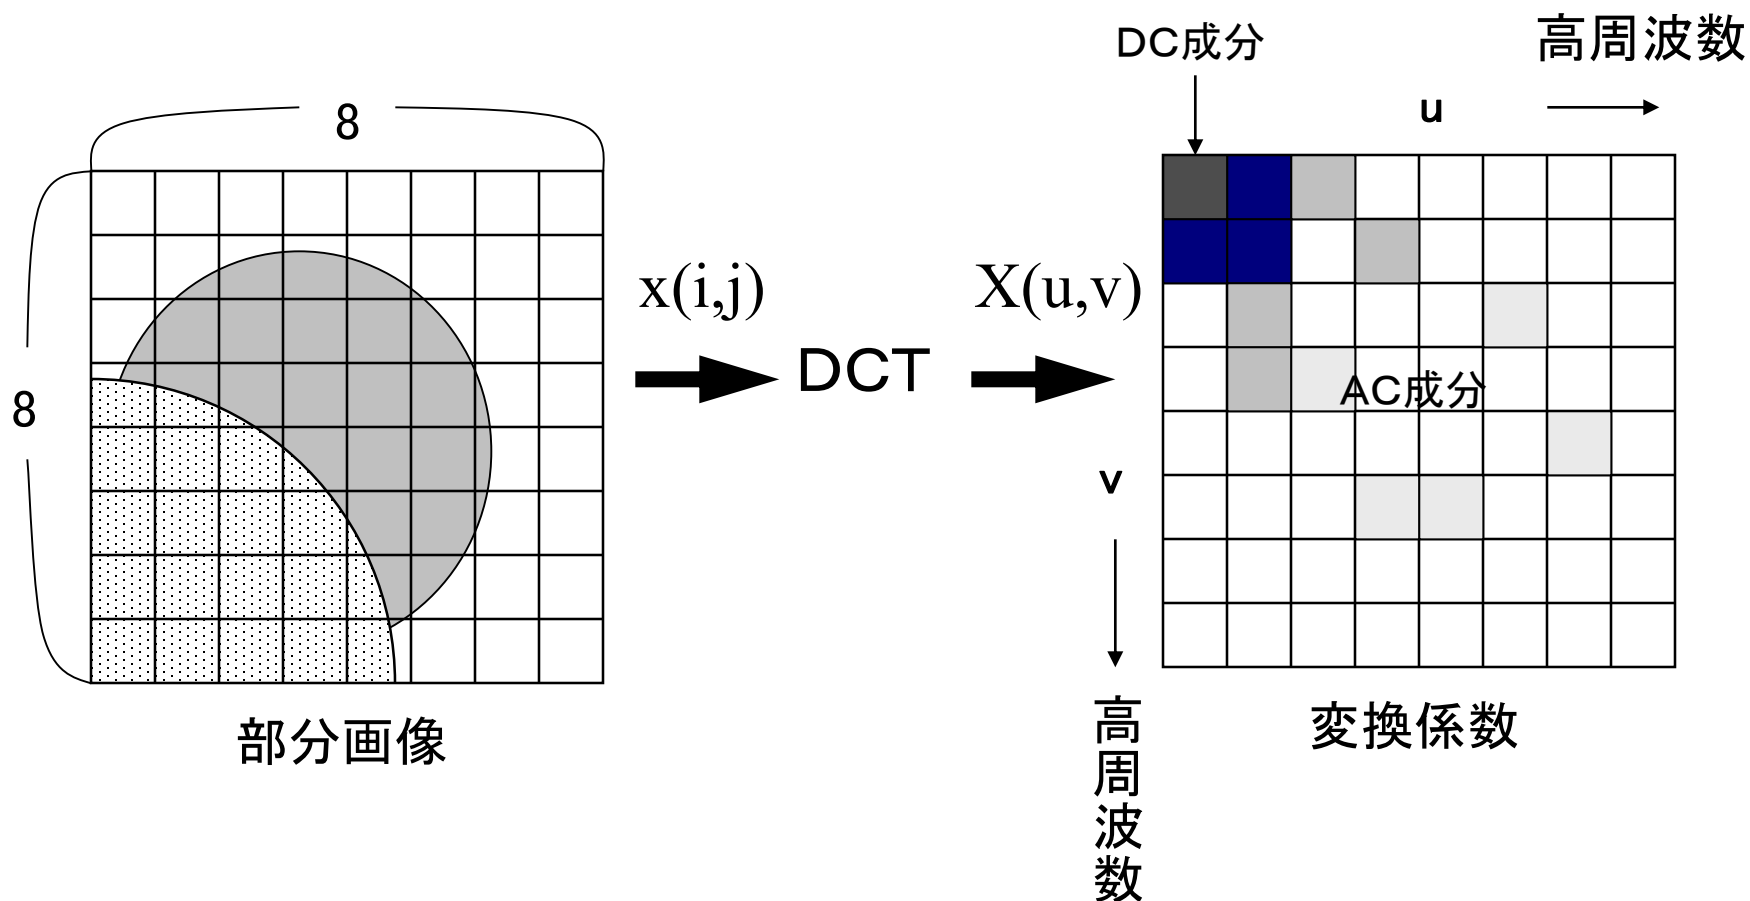 DC成分
高周波数
u
8
8
x(i,j)
DCT
X(u,v)
AC成分
v
部分画像
変換係数
高周波数